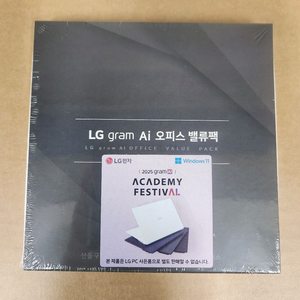 LG gram Ai 오피스 밸류팩
LG gram Ai OFFICE VALUE PACK
LG전자
Windows 11
2025 gram AI
ACADEMY
FESTIVAL
본 제품은 LG PC 사은품으로 별도 판매할 수 없습니다.